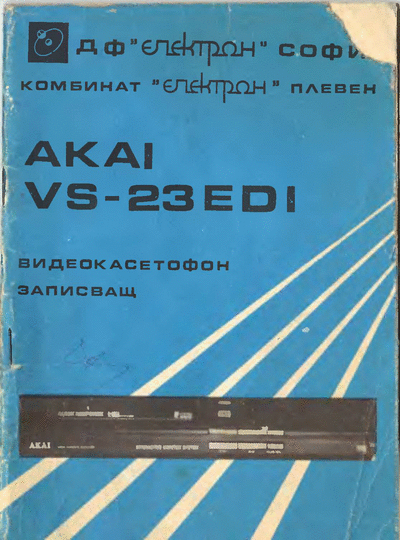 ДФ "ЕЛЕКТРОН" СОФИ
КОМБИНАТ "ЕЛЕКТРОН" ПЛЕВЕН
AKAI
VS-23EDI
ВИДЕОКАСЕТОФОН
ЗАПИСВАЩ
AKAI